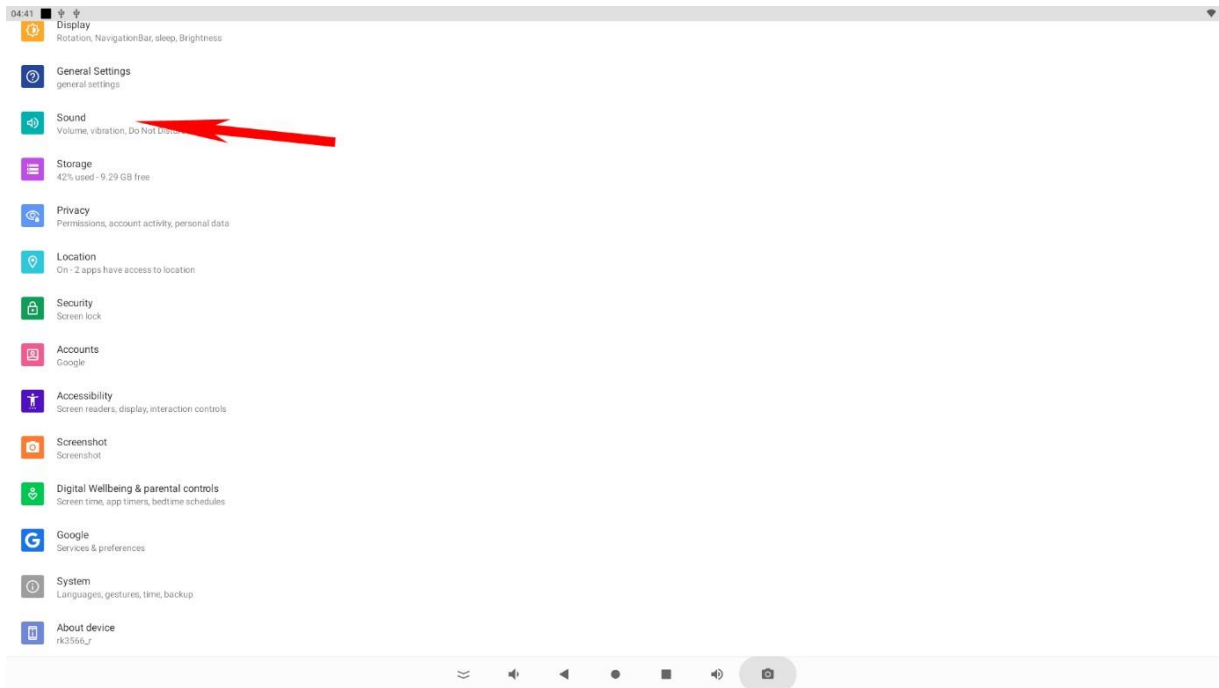 04:41
Display
Rotation, NavigationBar, sleep, Brightness
General Settings
general settings
Sound
Volume, vibration, Do Not
Storage
42% used - 9.29 GB free
Privacy
Permissions, account activity, personal data
Location
On - 2 apps have access to location
Security
Screen lock
Accounts
Google
Accessibility
Screen readers, display, interaction controls
Screenshot
Screenshot
Digital Wellbeing & parental controls
Screen time, app timers, bedtime schedules
G
Google
Services & preferences
System
Languages, gestures, time, backup
About device
rk3566_r